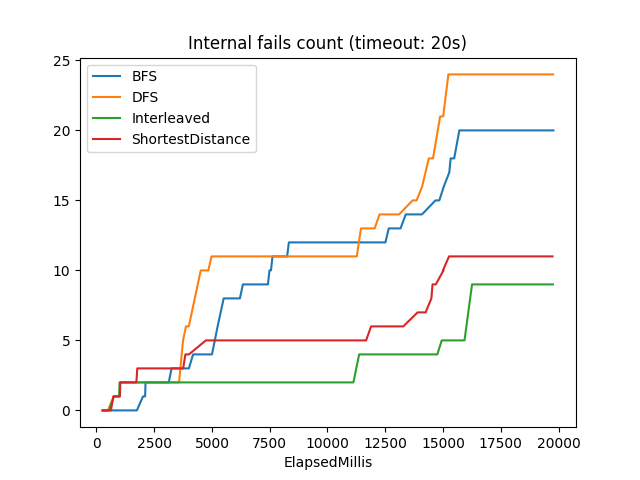 Internal fails count (timeout: 20s)
BFS
DFS
Interleaved
ShortestDistance
25
20
15
10
5
0
0 2500 5000 7500 10000 12500 15000 17500 20000
ElapsedMillis